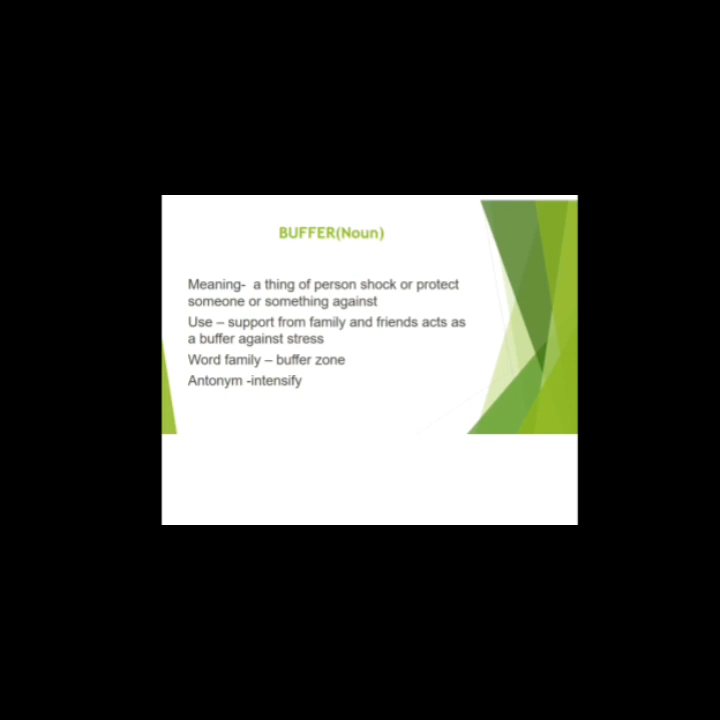 BUFFER(Noun)
Meaning-  a thing of person shock or protect
someone or something against
Use – support from family and friends acts as
a buffer against stress
Word family – buffer zone
Antonym -intensify